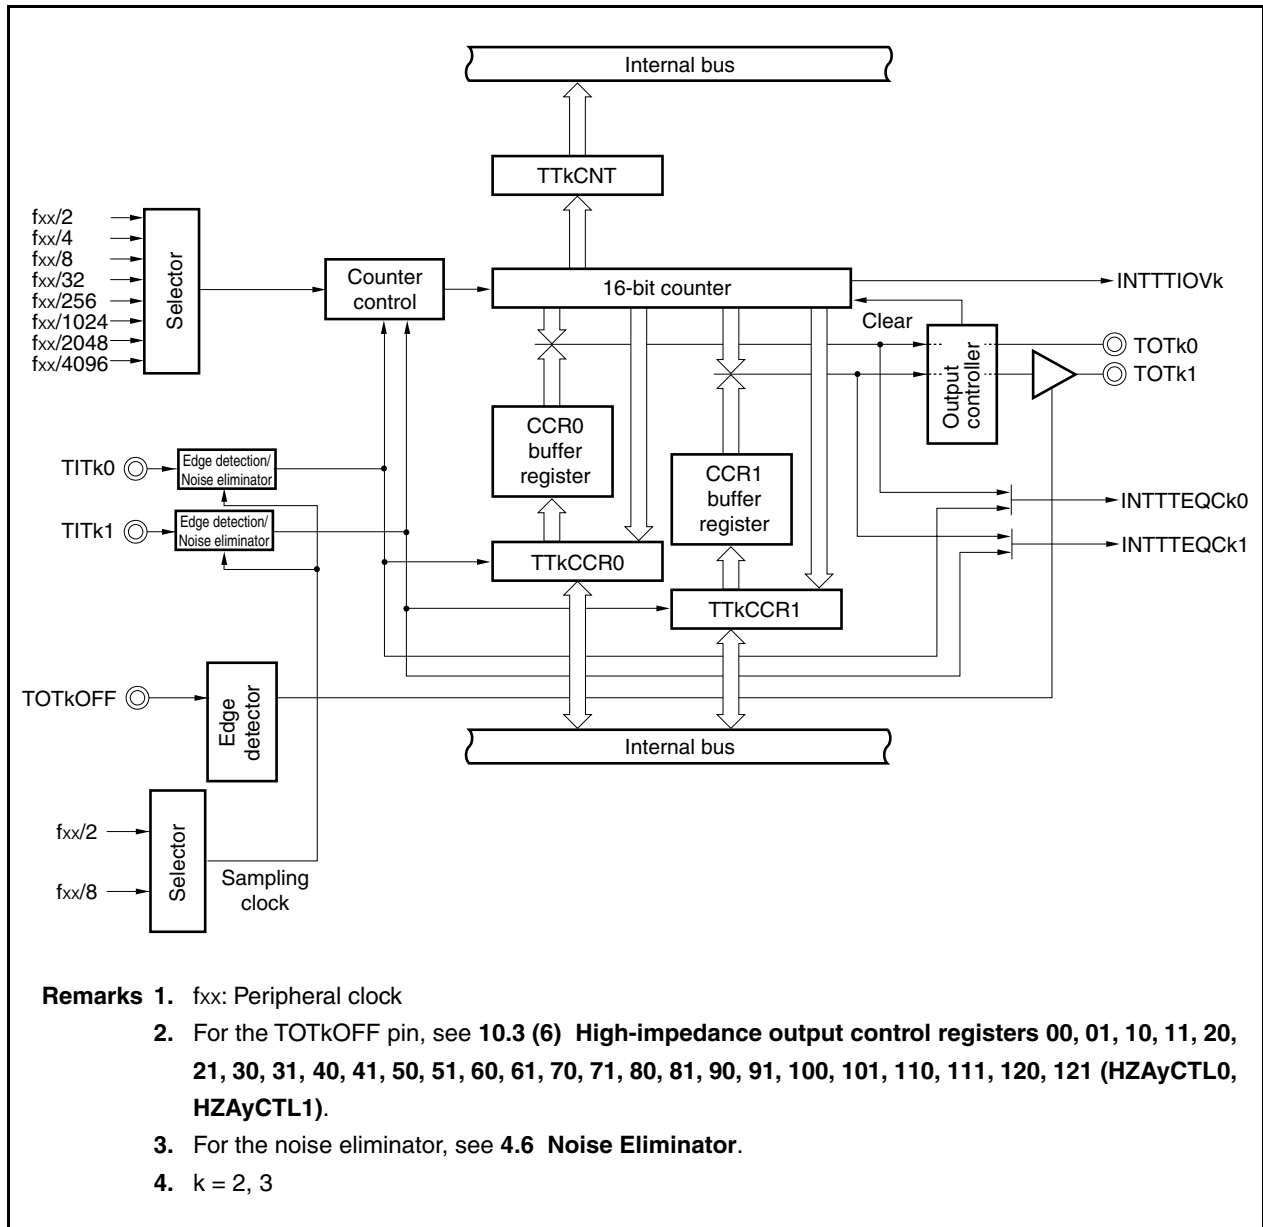 Internal bus
TTkCNT
fxx/2
fxx/4
fxx/8
fxx/32
fxx/256
fxx/1024
fxx/2048
fxx/4096
Selector
Counter
control
16-bit counter
INTTTIOVk
Clear
Output
controller
TOTk0
TOTk1
CCR0
buffer
register
CCR1
buffer
register
TITk0
Edge detection/
Noise eliminator
TITk1
Edge detection/
Noise eliminator
INTTTEQCk0
INTTTEQCk1
TTkCCR0
TTkCCR1
TOTkOFF
Edge
detector
Internal bus
fxx/2
fxx/8
Selector
Sampling
clock
Remarks 1. fxx: Peripheral clock
2. For the TOTkOFF pin, see 10.3 (6) High-impedance output control registers 00, 01, 10, 11, 20,
21, 30, 31, 40, 41, 50, 51, 60, 61, 70, 71, 80, 81, 90, 91, 100, 101, 110, 111, 120, 121 (HZAyCTL0,
HZAyCTL1).
3. For the noise eliminator, see 4.6 Noise Eliminator.
4. k = 2, 3